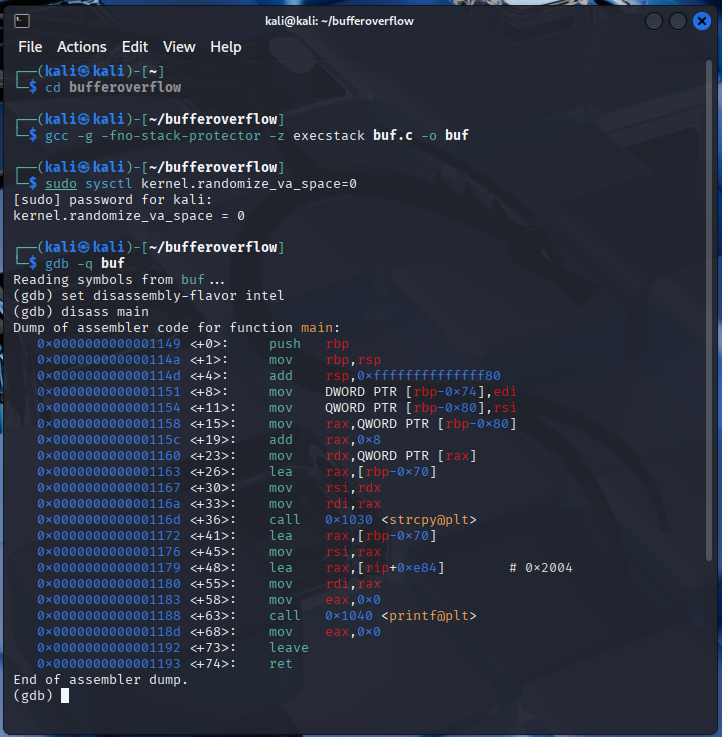 kali@kali: ~/bufferoverflow
File Actions Edit View Help
┌──(kali㉿kali)-[~]
└─$ cd bufferoverflow
┌──(kali㉿kali)-[~/bufferoverflow]
└─$ gcc -g -fno-stack-protector -z execstack buf.c -o buf
┌──(kali㉿kali)-[~/bufferoverflow]
└─$ sudo sysctl kernel.randomize_va_space=0
[sudo] password for kali:
kernel.randomize_va_space = 0
┌──(kali㉿kali)-[~/bufferoverflow]
└─$ gdb -q buf
Reading symbols from buf...
(gdb) set disassembly-flavor intel
(gdb) disass main
Dump of assembler code for function main:
0x0000000000001149 <+0>: push rbp
0x000000000000114a <+1>: mov rbp,rsp
0x000000000000114d <+4>: add rsp,0xffffffffffffff80
0x0000000000001151 <+8>: mov DWORD PTR [rbp-0x74],edi
0x0000000000001154 <+11>: mov QWORD PTR [rbp-0x80],rsi
0x0000000000001158 <+15>: mov rax,QWORD PTR [rbp-0x80]
0x000000000000115c <+19>: add rax,0x8
0x0000000000001160 <+23>: mov rdx,QWORD PTR [rax]
0x0000000000001163 <+26>: lea rax,[rbp-0x70]
0x0000000000001167 <+30>: mov rsi,rdx
0x000000000000116a <+33>: mov rdi,rax
0x000000000000116d <+36>: call 0x1030 <strcpy@plt>
0x0000000000001172 <+41>: lea rax,[rbp-0x70]
0x0000000000001176 <+45>: mov rsi,rax
0x0000000000001179 <+48>: lea rax,[rip+0xe84] # 0x2004
0x0000000000001180 <+55>: mov rdi,rax
0x0000000000001183 <+58>: mov eax,0x0
0x0000000000001188 <+63>: call 0x1040 <printf@plt>
0x000000000000118d <+68>: mov eax,0x0
0x0000000000001192 <+73>: leave
0x0000000000001193 <+74>: ret
End of assembler dump.
(gdb)